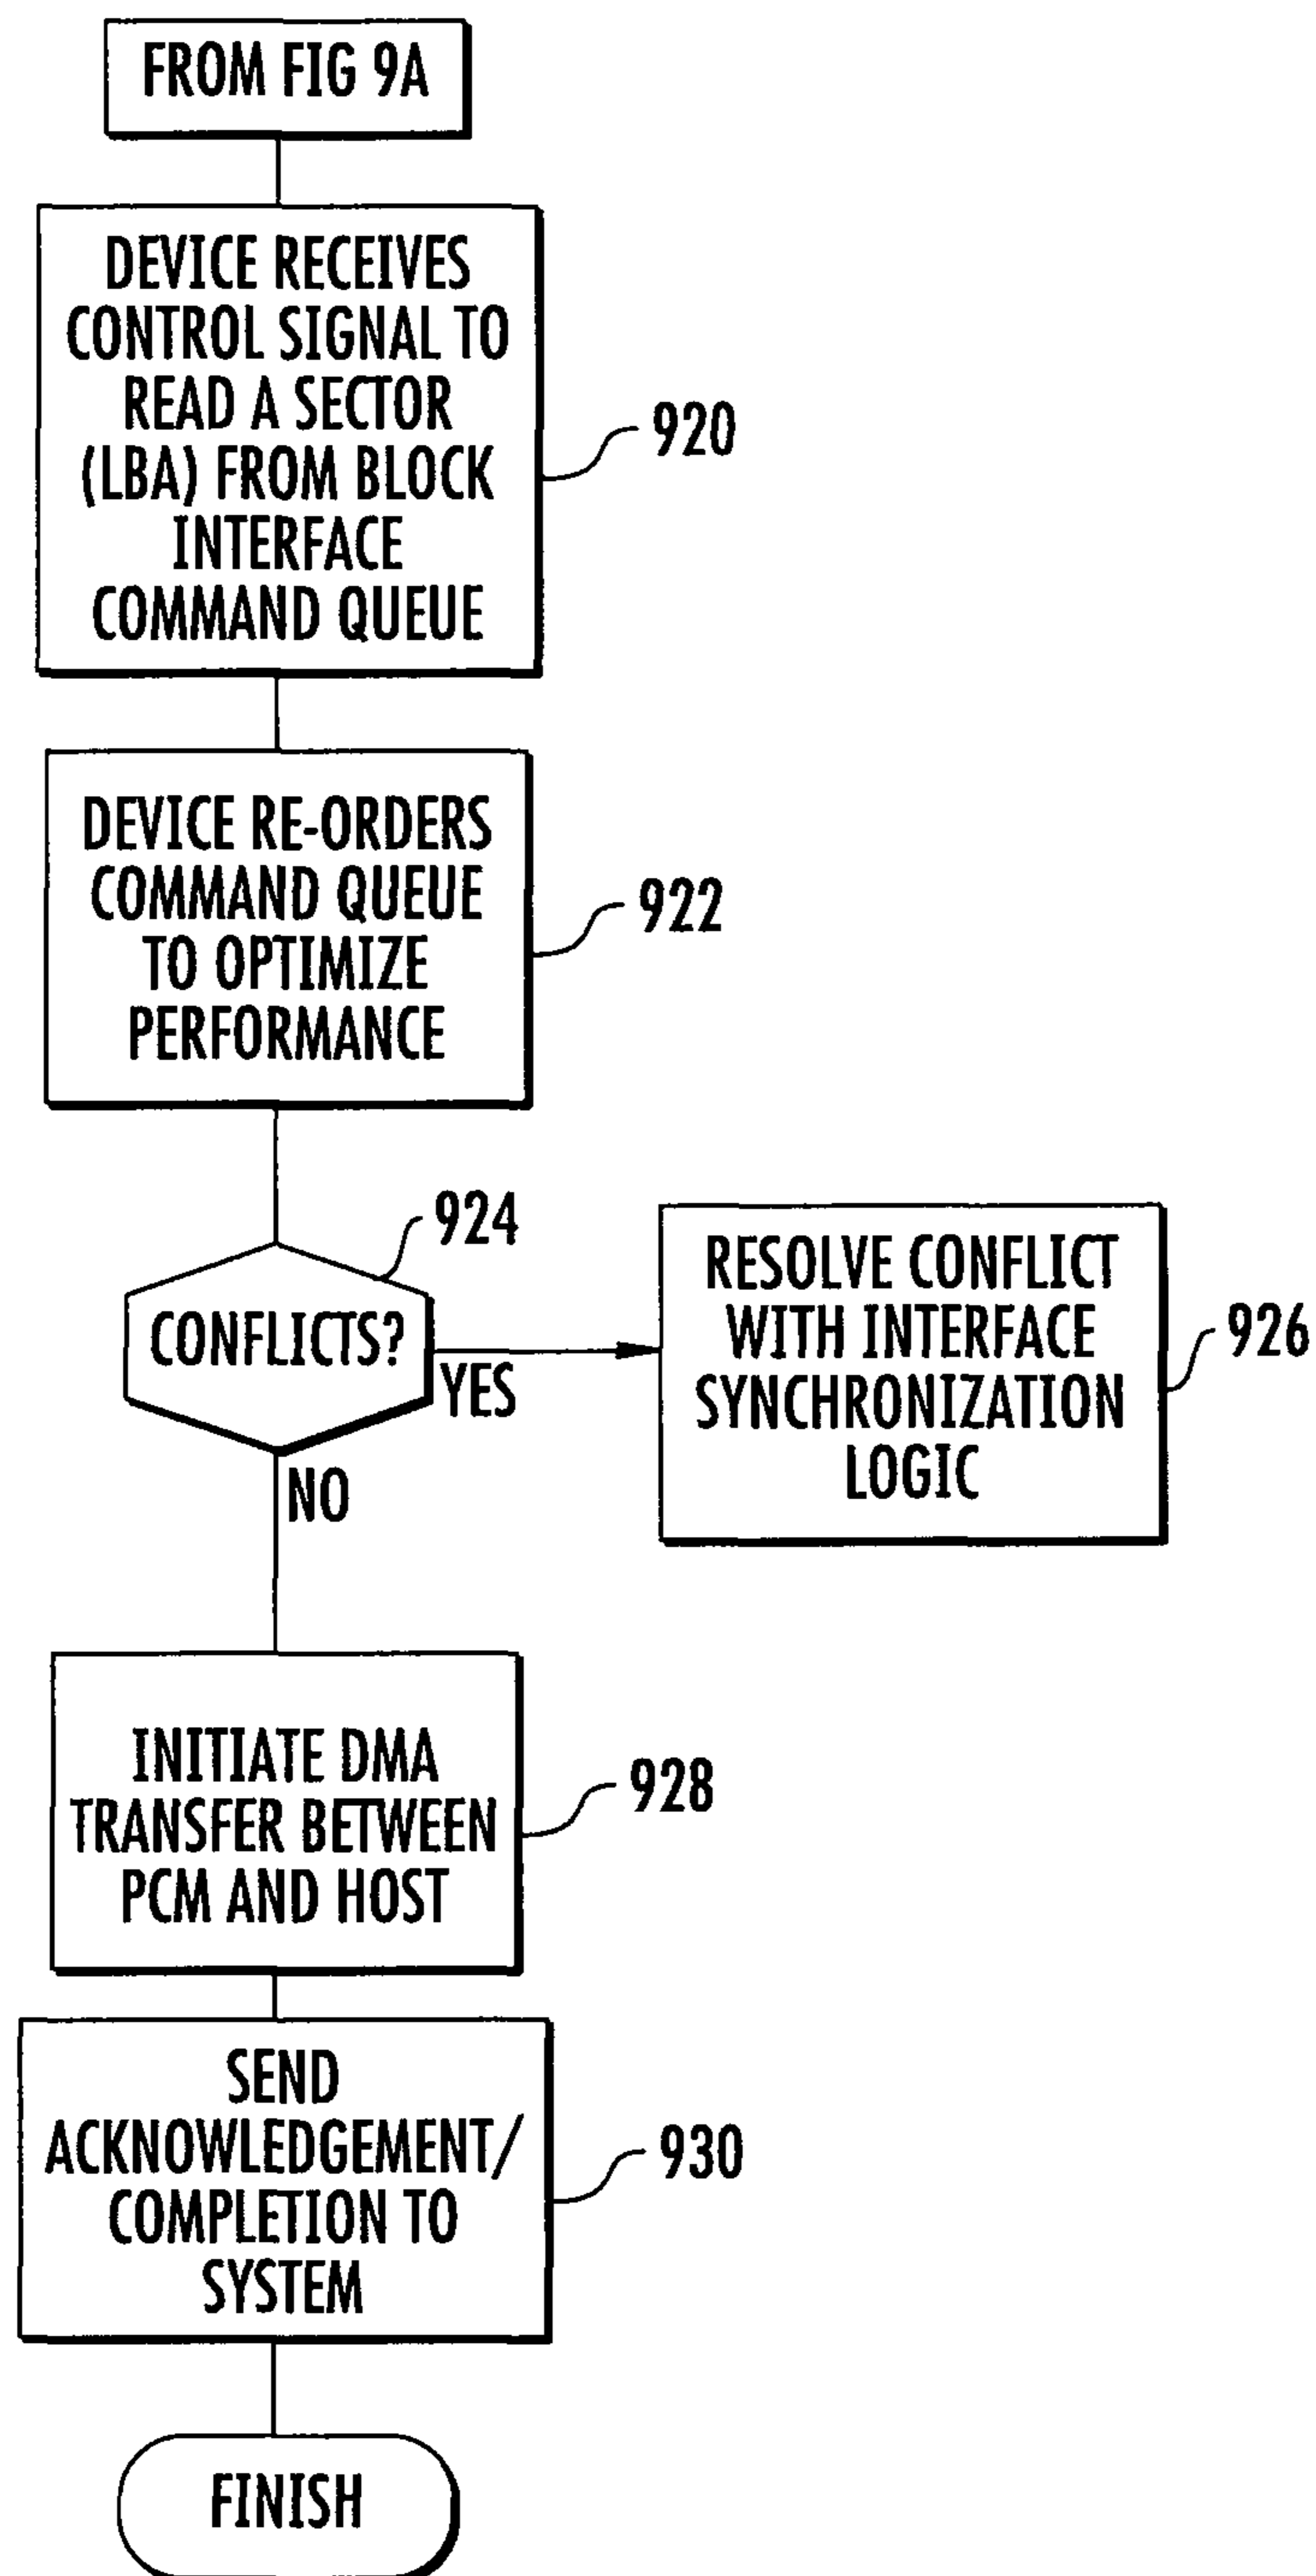 FROM FIG 9A
DEVICE RECEIVES
CONTROL SIGNAL TO
READ A SECTOR
(LBA) FROM BLOCK
INTERFACE
COMMAND QUEUE
920
DEVICE RE-ORDERS
COMMAND QUEUE
TO OPTIMIZE
PERFORMANCE
922
924
CONFLICTS?
YES
NO
RESOLVE CONFLICT
WITH INTERFACE
SYNCHRONIZATION
LOGIC
926
INITIATE DMA
TRANSFER BETWEEN
PCM AND HOST
928
SEND
ACKNOWLEDGEMENT/
COMPLETION TO
SYSTEM
930
FINISH